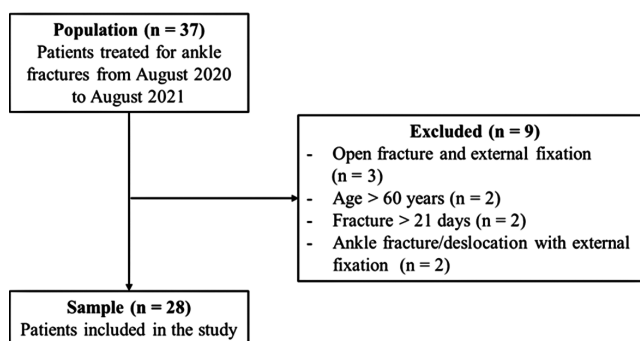 Population (n = 37)
Patients treated for ankle
fractures from August 2020
to August 2021
Excluded (n = 9)
- Open fracture and external fixation
(n = 3)
- Age > 60 years (n = 2)
- Fracture > 21 days (n = 2)
- Ankle fracture/deslocation with external
fixation (n = 2)
Sample (n = 28)
Patients included in the study